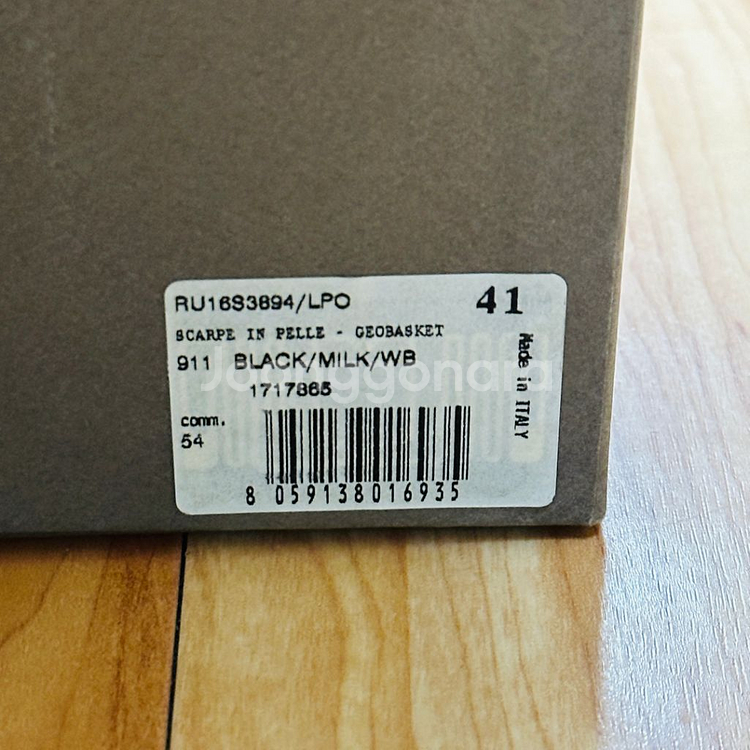 RU16S3894/LPO 41
SCARPE IN PELLE - GEOBASKET
911 BLACK/MILK/WB
1717865
Made in ITALY
comm.
54
8 059138 016935
Joonggonara